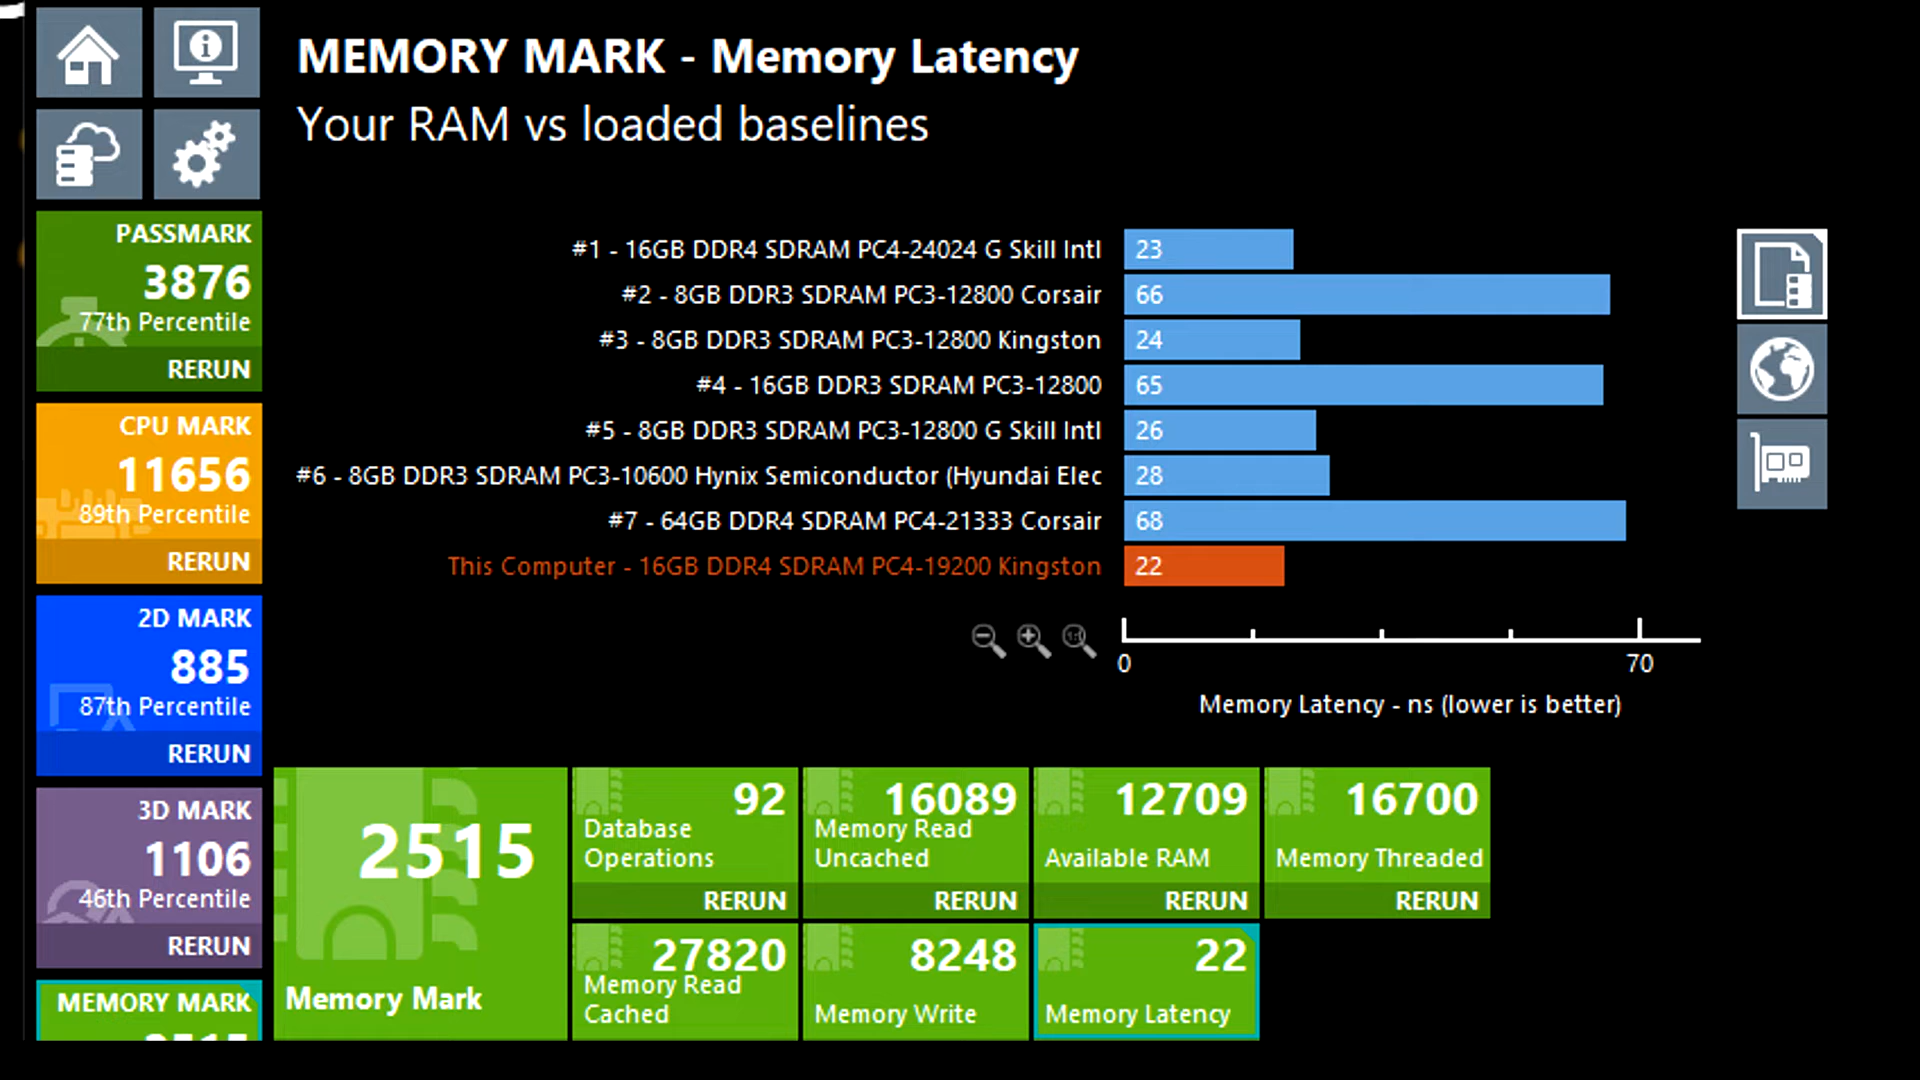 MEMORY MARK - Memory Latency
Your RAM vs loaded baselines
PASSMARK
3876
77th Percentile
RERUN
CPU MARK
11656
89th Percentile
RERUN
2D MARK
885
87th Percentile
RERUN
3D MARK
1106
46th Percentile
RERUN
MEMORY MARK
2515
#1 - 16GB DDR4 SDRAM PC4-24024 G Skill Intl 23
#2 - 8GB DDR3 SDRAM PC3-12800 Corsair 66
#3 - 8GB DDR3 SDRAM PC3-12800 Kingston 24
#4 - 16GB DDR3 SDRAM PC3-12800 65
#5 - 8GB DDR3 SDRAM PC3-12800 G Skill Intl 26
#6 - 8GB DDR3 SDRAM PC3-10600 Hynix Semiconductor (Hyundai Elec 28
#7 - 64GB DDR4 SDRAM PC4-21333 Corsair 68
This Computer - 16GB DDR4 SDRAM PC4-19200 Kingston 22
1:1
0 70
Memory Latency - ns (lower is better)
2515
Memory Mark
92
Database
Operations
RERUN
16089
Memory Read
Uncached
RERUN
12709
Available RAM
RERUN
16700
Memory Threaded
RERUN
27820
Memory Read
Cached
8248
Memory Write
22
Memory Latency